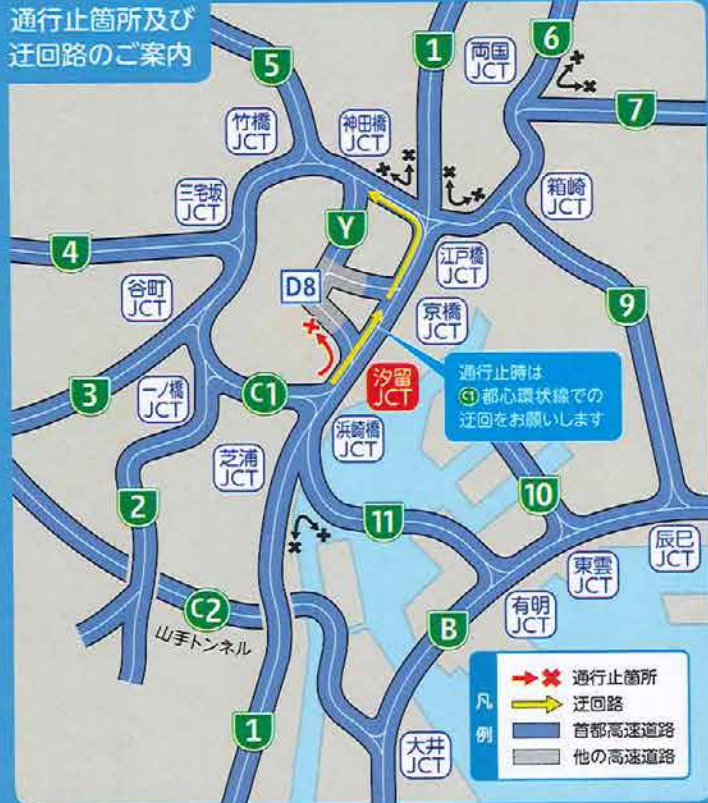 通行止箇所及び
迂回路のご案内
5
1
両国
JCT
6
7
竹橋
JCT
神田橋
JCT
三宅坂
JCT
箱崎
JCT
4
Y
江戸橋
JCT
D8
谷町
JCT
京橋
JCT
9
3
一ノ橋
JCT
C1
汐留
JCT
通行止時は
C1都心環状線での
迂回をお願いします
浜崎橋
JCT
芝浦
JCT
2
11
10
辰巳
JCT
東雲
JCT
有明
JCT
C2
山手トンネル
B
1
大井
JCT
凡例
通行止箇所
迂回路
首都高速道路
他の高速道路